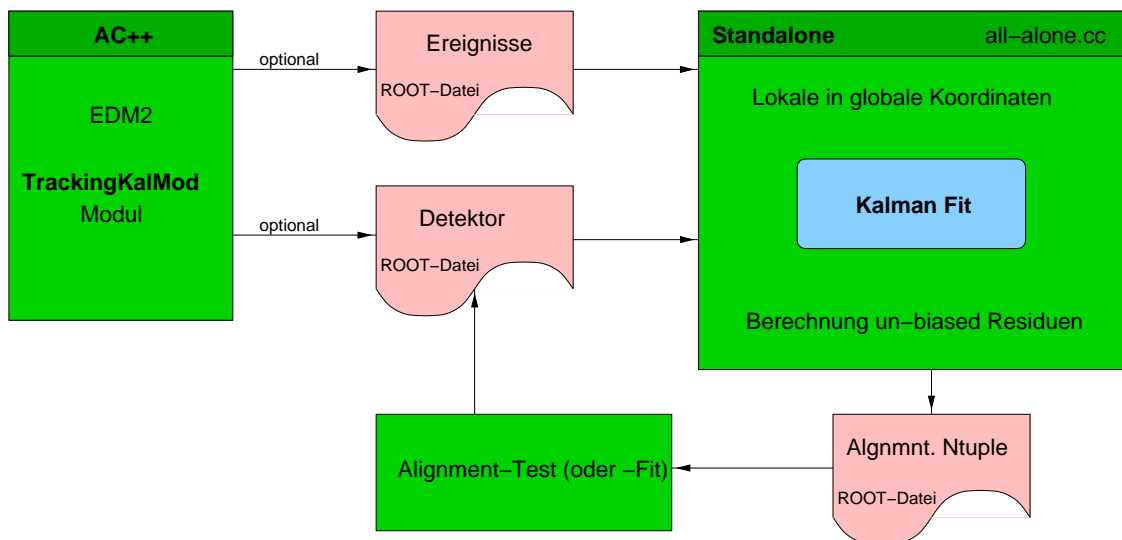 AC++
EDM2
TrackingKalMod
Modul
optional
optional
Ereignisse
ROOT−Datei
Detektor
ROOT−Datei
Standalone all−alone.cc
Lokale in globale Koordinaten
Kalman Fit
Berechnung un−biased Residuen
Alignment−Test (oder −Fit)
Algnmnt. Ntuple
ROOT−Datei